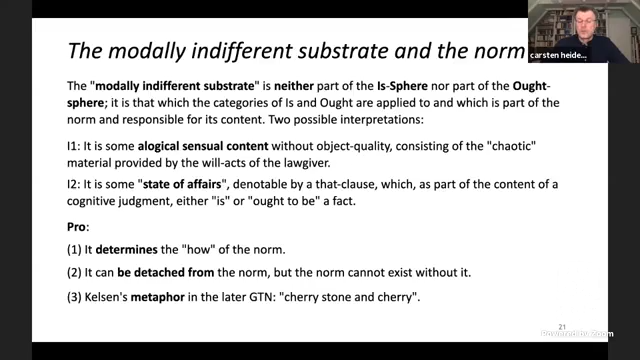 The modally indifferent substrate and the norm
carsten heide...
The "modally indifferent substrate" is neither part of the Is-Sphere nor part of the Ought-
sphere; it is that which the categories of Is and Ought are applied to and which is part of the
norm and responsible for its content. Two possible interpretations:
I1: It is some alogical sensual content without object-quality, consisting of the "chaotic"
material provided by the will-acts of the lawgiver.
I2: It is some "state of affairs", denotable by a that-clause, which, as part of the content of a
cognitive judgment, either "is" or "ought to be" a fact.
Pro:
(1) It determines the "how" of the norm.
(2) It can be detached from the norm, but the norm cannot exist without it.
(3) Kelsen's metaphor in the later GTN: "cherry stone and cherry".
21
Powered by Zoom